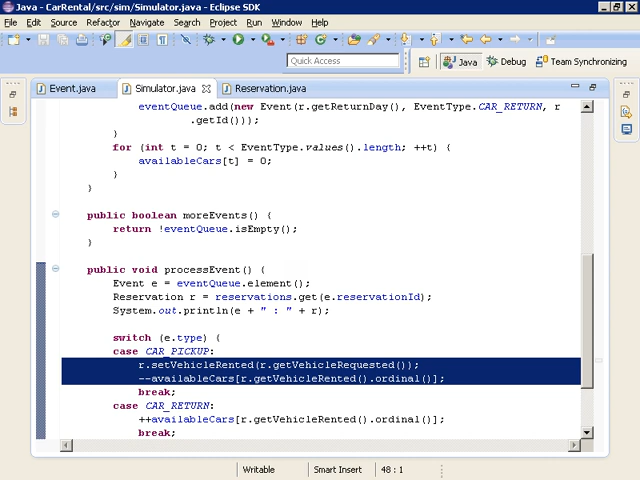 Java - CarRental/src/sim/Simulator.java - Eclipse SDK
File Edit Source Refactor Navigate Search Project Run Window Help
Quick Access
Java Debug Team Synchronizing
Event.java Simulator.java Reservation.java
eventQueue.add(new Event(r.getReturnDay(), EventType.CAR_RETURN, r
.getId()));
}
for (int t = 0; t < EventType.values().length; ++t) {
availableCars[t] = 0;
}
}
public boolean moreEvents() {
return !eventQueue.isEmpty();
}
public void processEvent() {
Event e = eventQueue.element();
Reservation r = reservations.get(e.reservationId);
System.out.println(e + " : " + r);
switch (e.type) {
case CAR_PICKUP:
r.setVehicleRented(r.getVehicleRequested());
--availableCars[r.getVehicleRented().ordinal()];
break;
case CAR_RETURN:
++availableCars[r.getVehicleRented().ordinal()];
break;
Writable Smart Insert 48 : 1